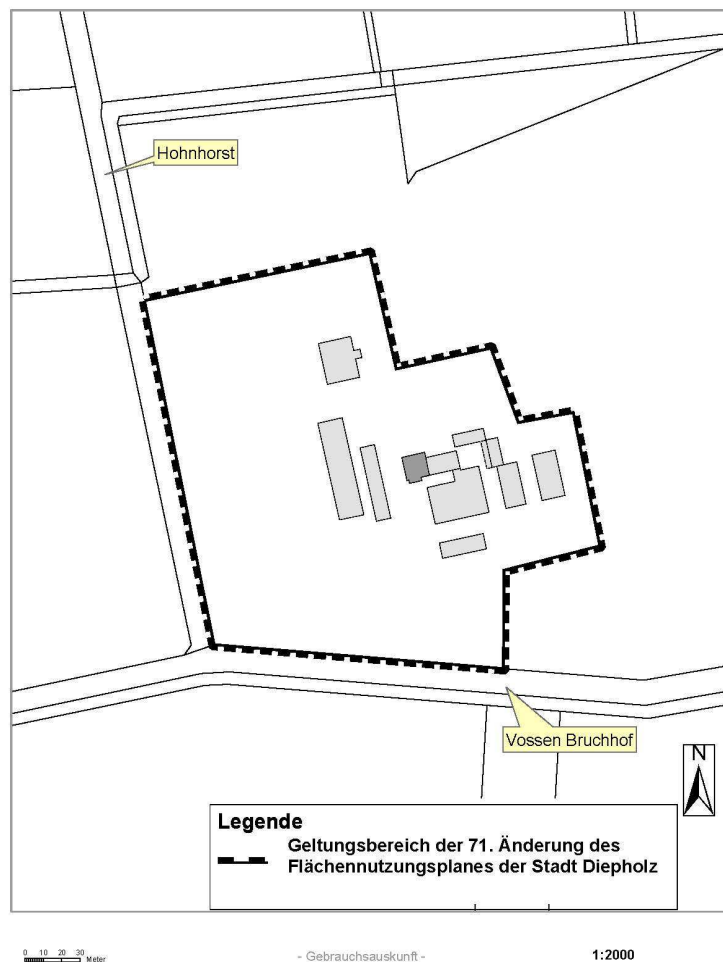 Hohnhorst
Vossen Bruchhof
N
Legende
Geltungsbereich der 71. Änderung des
Flächennutzungsplanes der Stadt Diepholz
0 10 20 30
Meter
- Gebrauchsauskunft -
1:2000